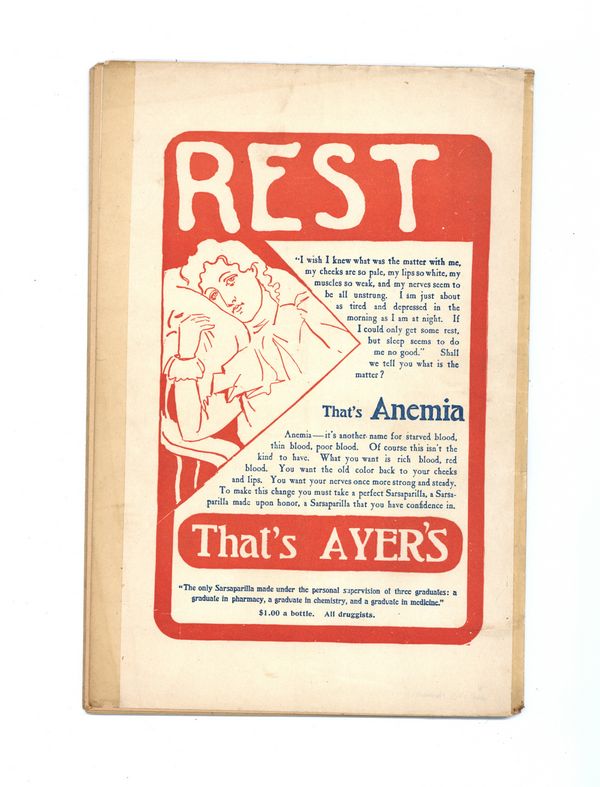 REST
"I wish I knew what was the matter with me,
my cheeks are so pale, my lips so white, my
muscles so weak, and my nerves seem to
be all unstrung. I am just about
as tired and depressed in the
morning as I am at night. If
I could only get some rest,
but sleep seems to do
me no good." Shall
we tell you what is the
matter?
That's Anemia
Anemia—it's another name for starved blood,
thin blood, poor blood. Of course this isn't the
kind to have. What you want is rich blood, red
blood. You want the old color back to your cheeks
and lips. You want your nerves once more strong and steady.
To make this change you must take a perfect Sarsaparilla, a Sarsa-
parilla made upon honor, a Sarsaparilla that you have confidence in.
That's AYER'S
"The only Sarsaparilla made under the personal supervision of three graduates: a
graduate in pharmacy, a graduate in chemistry, and a graduate in medicine."
$1.00 a bottle. All druggists.